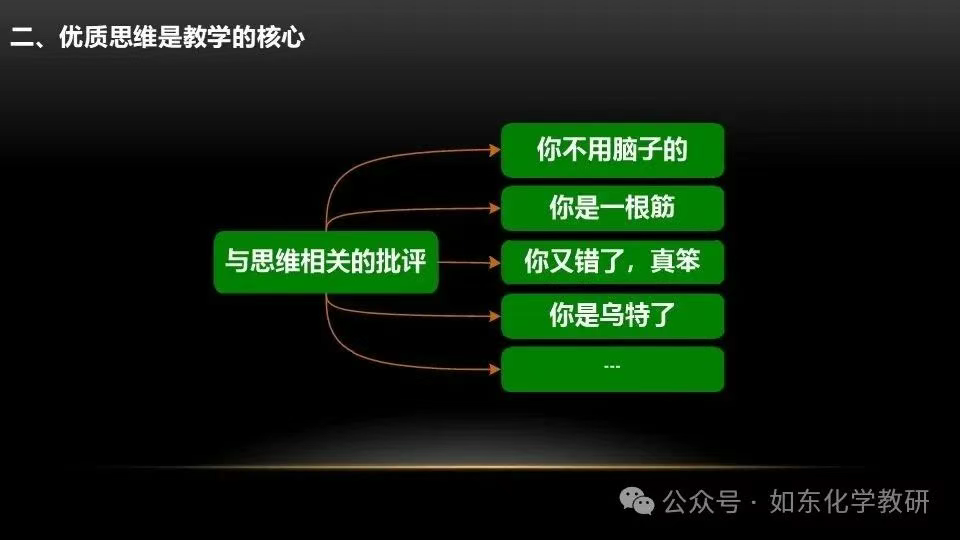 二、优质思维是教学的核心
你不用脑子的
你是一根筋
与思维相关的批评
你又错了，真笨
你是乌特了
...
公众号 · 如东化学教研